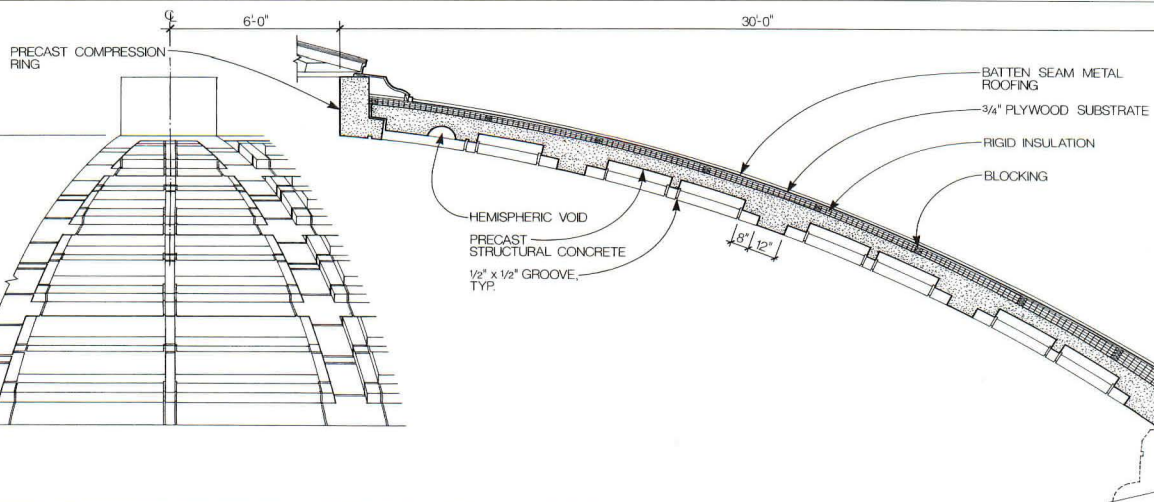 ℄
6'-0"
30'-0"
PRECAST COMPRESSION
RING
BATTEN SEAM METAL
ROOFING
3/4" PLYWOOD SUBSTRATE
RIGID INSULATION
BLOCKING
HEMISPHERIC VOID
PRECAST
STRUCTURAL CONCRETE
1/2" x 1/2" GROOVE,
TYP.
8" 12"